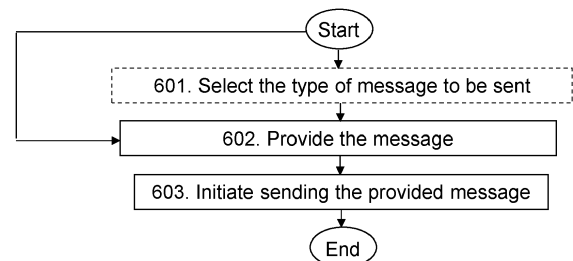 Start
601. Select the type of message to be sent
602. Provide the message
603. Initiate sending the provided message
End